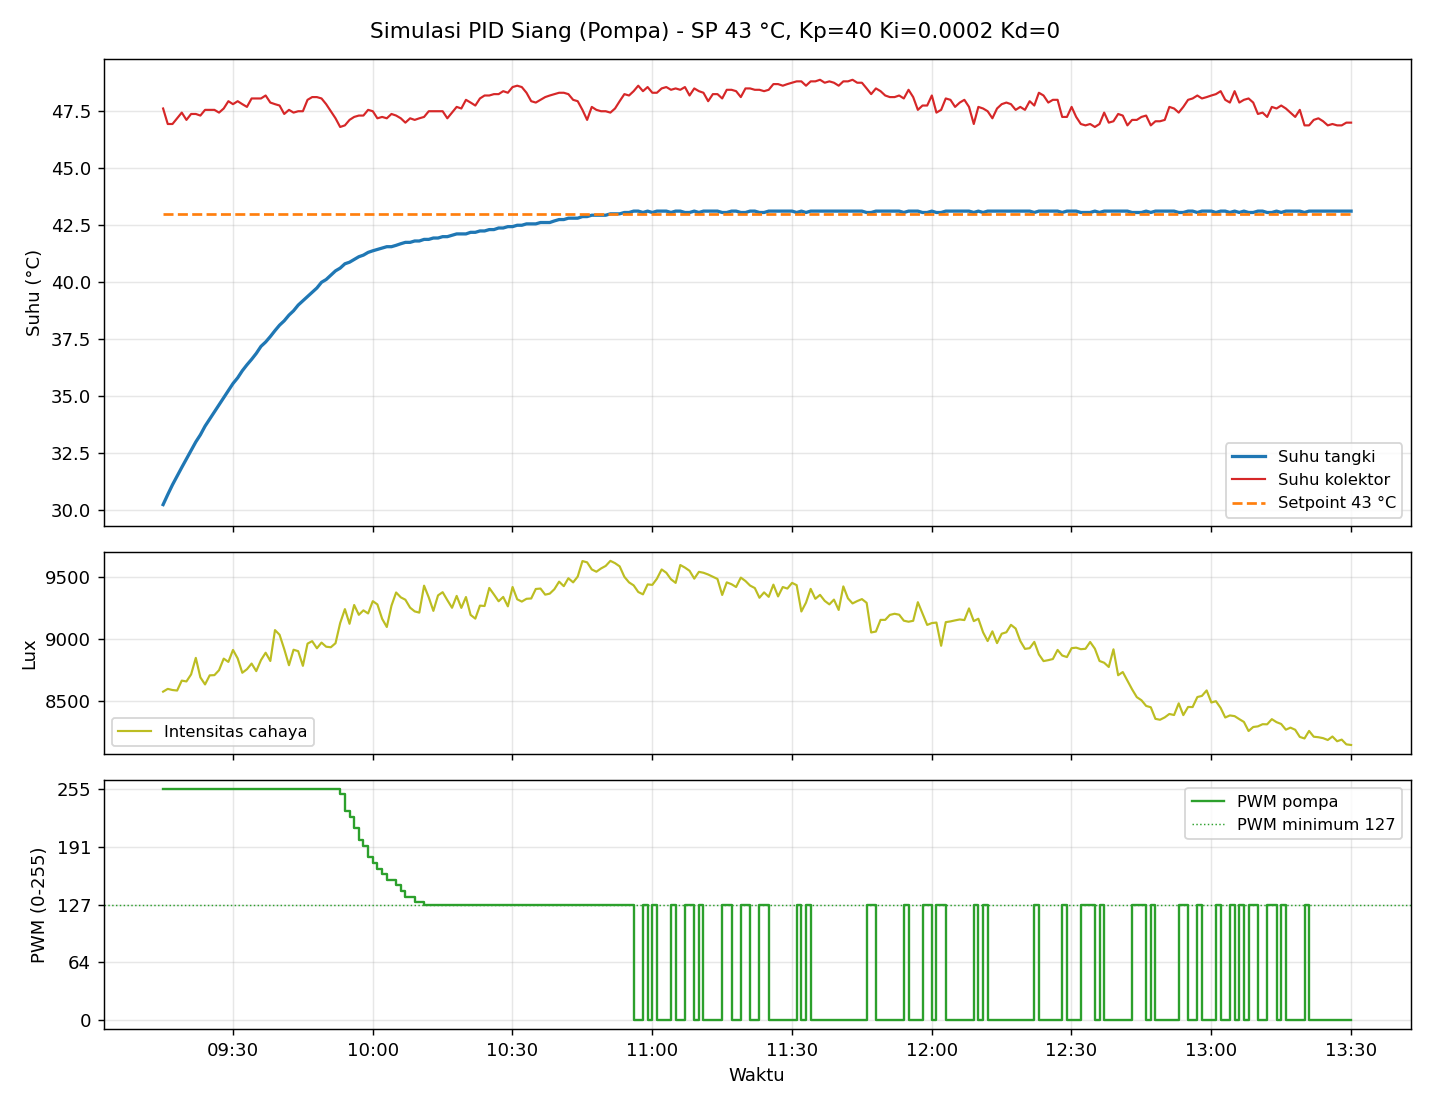 Simulasi PID Siang (Pompa) - SP 43 °C, Kp=40 Ki=0.0002 Kd=0
Suhu (°C)
47.5
45.0
42.5
40.0
37.5
35.0
32.5
30.0
Suhu tangki
Suhu kolektor
Setpoint 43 °C
Lux
9500
9000
8500
Intensitas cahaya
PWM (0-255)
255
191
127
64
0
PWM pompa
PWM minimum 127
09:30 10:00 10:30 11:00 11:30 12:00 12:30 13:00 13:30
Waktu